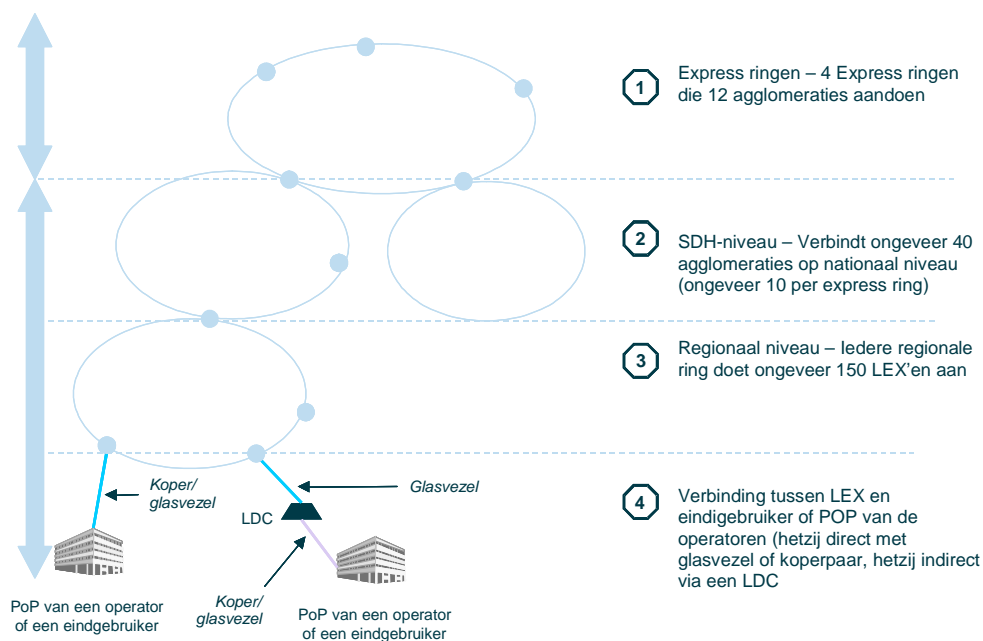 1
Express ringen – 4 Express ringen
die 12 agglomeraties aandoen
2
SDH-niveau – Verbindt ongeveer 40
agglomeraties op nationaal niveau
(ongeveer 10 per express ring)
3
Regionaal niveau – Iedere regionale
ring doet ongeveer 150 LEX’en aan
Koper/
glasvezel
Glasvezel
LDC
4
Verbinding tussen LEX en
eindigebruiker of POP van de
operatoren (hetzij direct met
glasvezel of koperpaar, hetzij indirect
via een LDC
Koper/
glasvezel
PoP van een operator
of een eindgebruiker
PoP van een operator
of een eindgebruiker